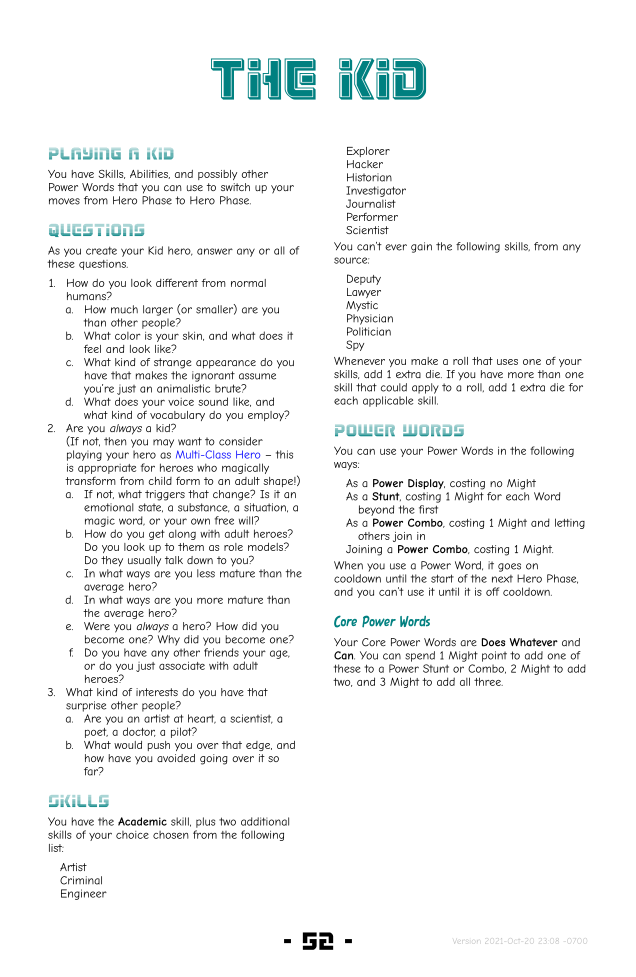 THE KID
PLAYING A KID
You have Skills, Abilities, and possibly other
Power Words that you can use to switch up your
moves from Hero Phase to Hero Phase.
QUESTIONS
As you create your Kid hero, answer any or all of
these questions.
1. How do you look different from normal
humans?
a. How much larger (or smaller) are you
than other people?
b. What color is your skin, and what does it
feel and look like?
c. What kind of strange appearance do you
have that makes the ignorant assume
you're just an animalistic brute?
d. What does your voice sound like, and
what kind of vocabulary do you employ?
2. Are you always a kid?
(If not, then you may want to consider
playing your hero as Multi-Class Hero – this
is appropriate for heroes who magically
transform from child form to an adult shape!)
a. If not, what triggers that change? Is it an
emotional state, a substance, a situation, a
magic word, or your own free will?
b. How do you get along with adult heroes?
Do you look up to them as role models?
Do they usually talk down to you?
c. In what ways are you less mature than the
average hero?
d. In what ways are you more mature than
the average hero?
e. Were you always a hero? How did you
become one? Why did you become one?
f. Do you have any other friends your age,
or do you just associate with adult
heroes?
3. What kind of interests do you have that
surprise other people?
a. Are you an artist at heart, a scientist, a
poet, a doctor, a pilot?
b. What would push you over that edge, and
how have you avoided going over it so
far?
SKILLS
You have the Academic skill, plus two additional
skills of your choice chosen from the following
list:
Artist
Criminal
Engineer
Explorer
Hacker
Historian
Investigator
Journalist
Performer
Scientist
You can't ever gain the following skills, from any
source:
Deputy
Lawyer
Mystic
Physician
Politician
Spy
Whenever you make a roll that uses one of your
skills, add 1 extra die. If you have more than one
skill that could apply to a roll, add 1 extra die for
each applicable skill.
POWER WORDS
You can use your Power Words in the following
ways:
As a Power Display, costing no Might
As a Stunt, costing 1 Might for each Word
beyond the first
As a Power Combo, costing 1 Might and letting
others join in
Joining a Power Combo, costing 1 Might.
When you use a Power Word, it goes on
cooldown until the start of the next Hero Phase,
and you can't use it until it is off cooldown.
Core Power Words
Your Core Power Words are Does Whatever and
Can. You can spend 1 Might point to add one of
these to a Power Stunt or Combo, 2 Might to add
two, and 3 Might to add all three.
- 52 -
Version 2021-Oct-20 23:08 -0700